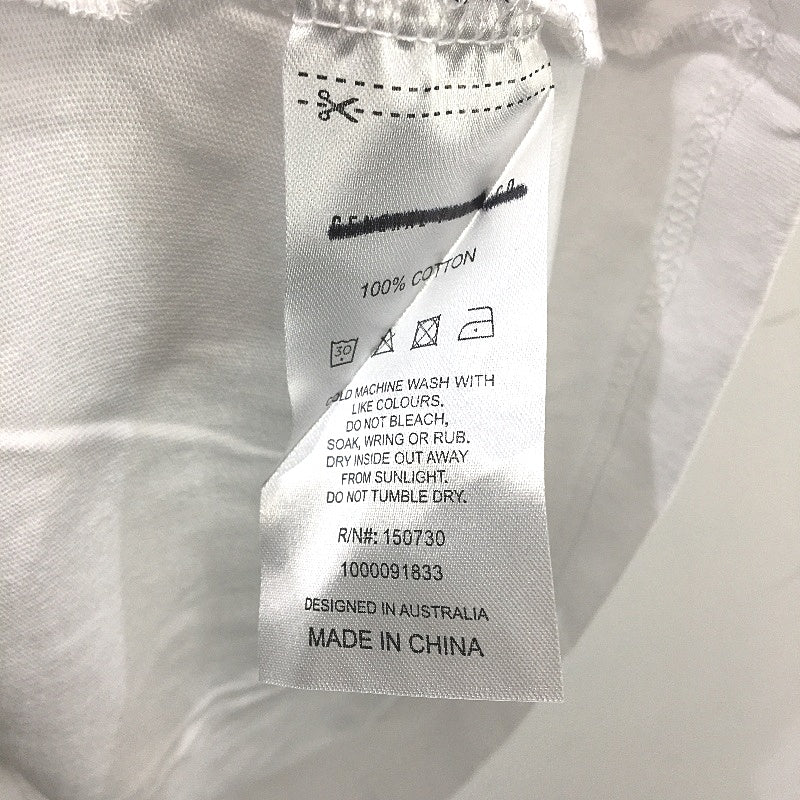 100% COTTON
30
COLD MACHINE WASH WITH
LIKE COLOURS.
DO NOT BLEACH,
SOAK, WRING OR RUB.
DRY INSIDE OUT AWAY
FROM SUNLIGHT.
DO NOT TUMBLE DRY.
R/N#: 150730
1000091833
DESIGNED IN AUSTRALIA
MADE IN CHINA